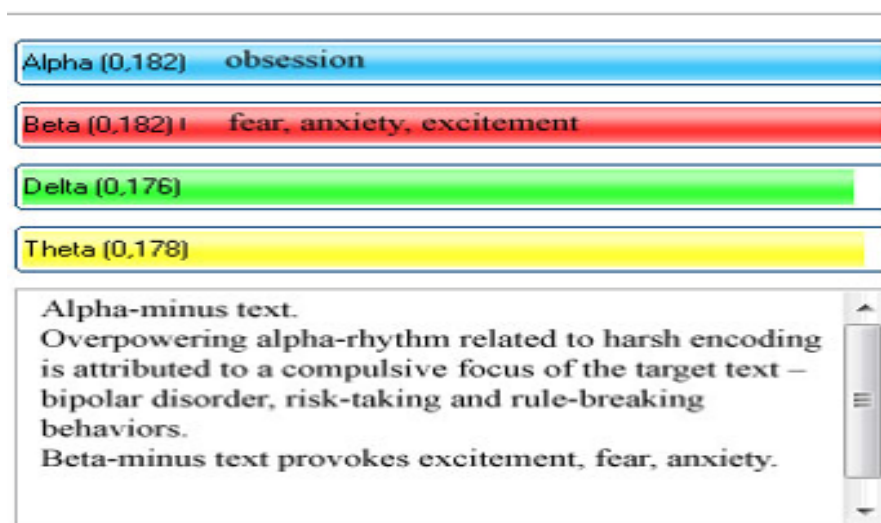 Alpha (0,182) obsession
Beta (0,182) fear, anxiety, excitement
Delta (0,176)
Theta (0,178)
Alpha-minus text.
Overpowering alpha-rhythm related to harsh encoding
is attributed to a compulsive focus of the target text –
bipolar disorder, risk-taking and rule-breaking
behaviors.
Beta-minus text provokes excitement, fear, anxiety.